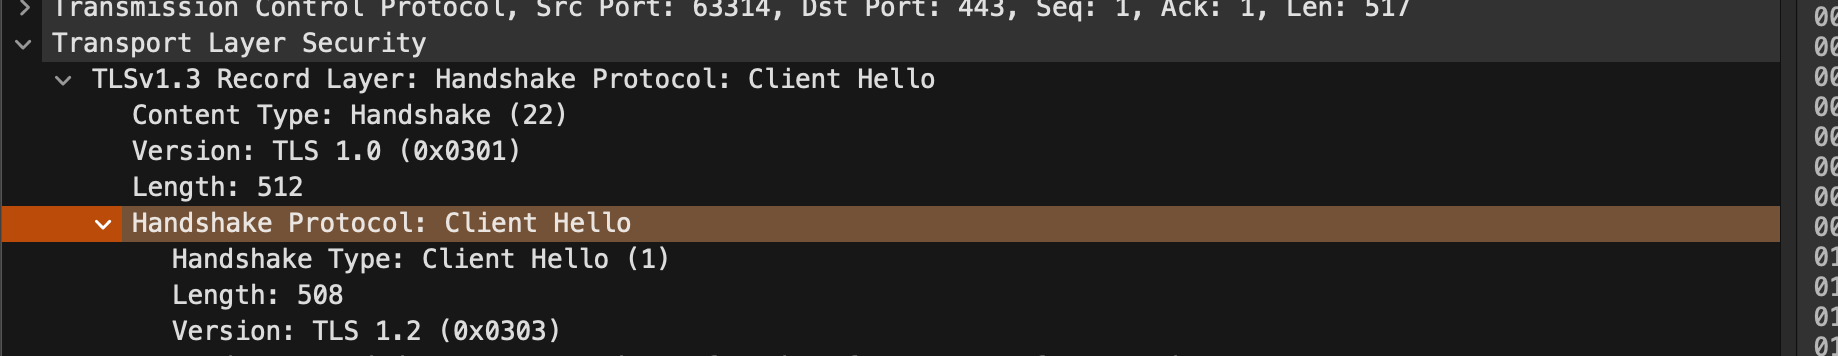 Transmission Control Protocol, Src Port: 63314, Dst Port: 443, Seq: 1, Ack: 1, Len: 517
Transport Layer Security
TLSv1.3 Record Layer: Handshake Protocol: Client Hello
Content Type: Handshake (22)
Version: TLS 1.0 (0x0301)
Length: 512
Handshake Protocol: Client Hello
Handshake Type: Client Hello (1)
Length: 508
Version: TLS 1.2 (0x0303)
00
00
00
00
00
00
00
00
01
01
01
01